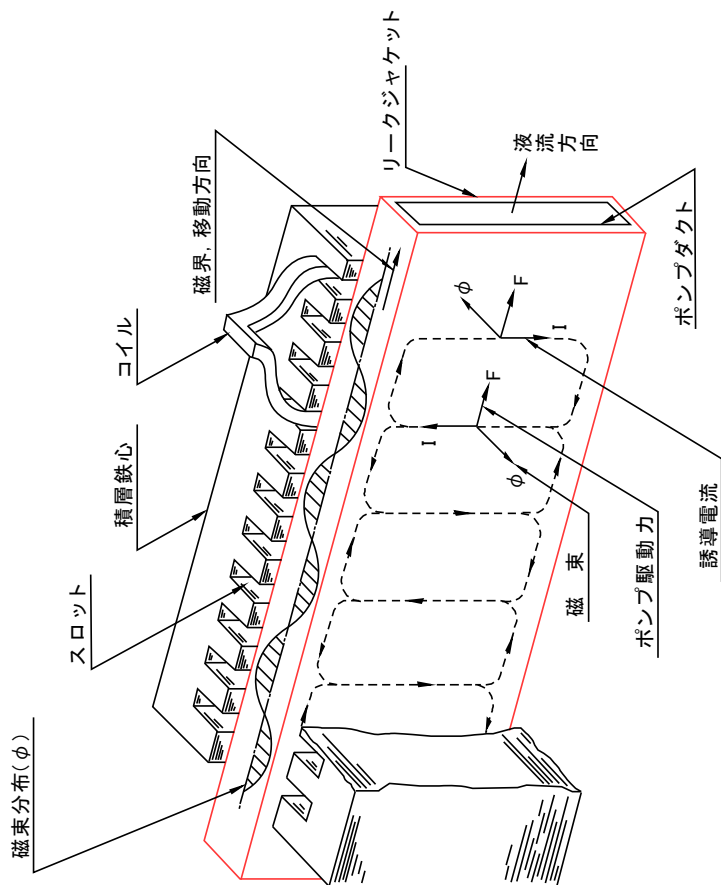 磁束分布(φ)
スロット
積層鉄心
コイル
磁界,移動方向
リークジャケット
液流
方向
ポンプダクト
φ
F
I
F
I
φ
磁束
ポンプ駆動力
誘導電流